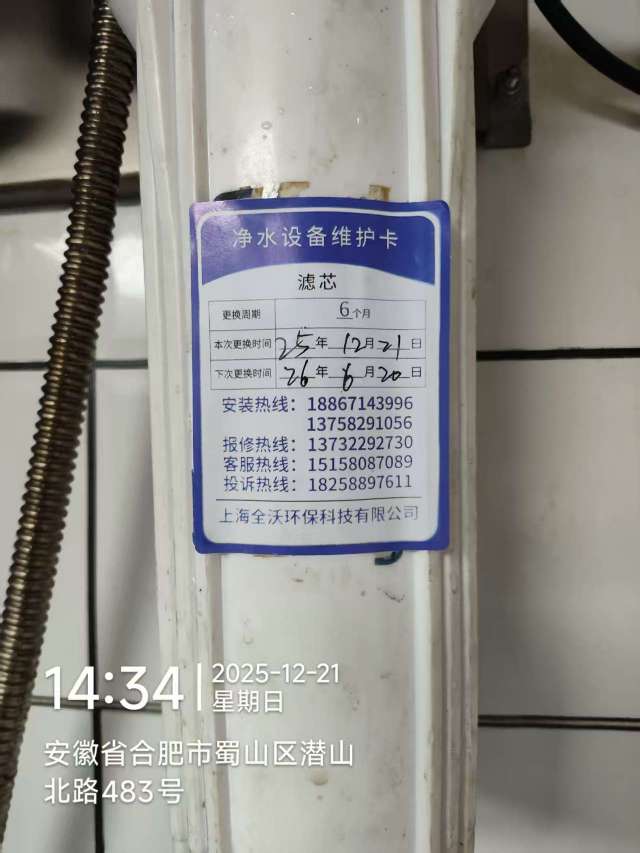 净水设备维护卡
滤芯
更换周期 6个月
本次更换时间 25年12月21日
下次更换时间 26年6月20日
安装热线：18867143996
13758291056
报修热线：13732292730
客服热线：15158087089
投诉热线：18258897611
上海全沃环保科技有限公司
14:34 2025-12-21
星期日
安徽省合肥市蜀山区潜山
北路483号